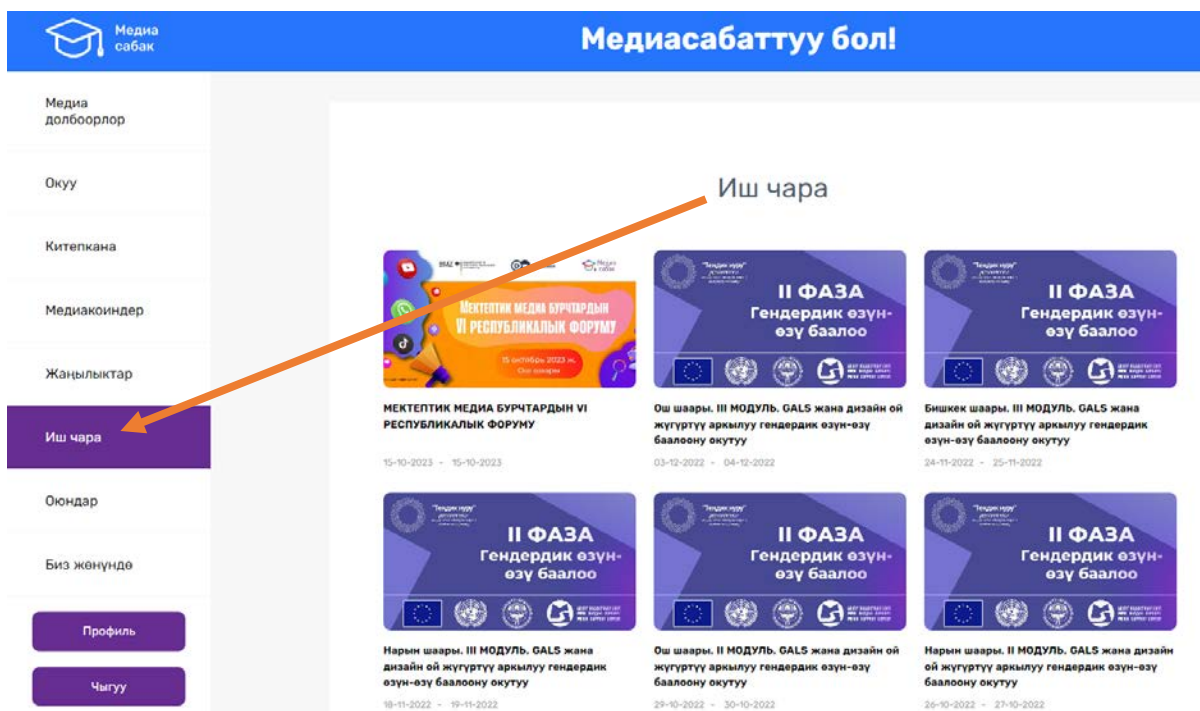 Медиа
сабак
Медиасабаттуу бол!
Медиа
долбоорлор
Окуу
Китепкана
Медиакоиндер
Жаңылыктар
Иш чара
Оюндар
Биз жөнүндө
Профиль
Чыгуу
Иш чара
МЕКТЕПТИК МЕДИА БУРЧТАРДЫН
VI РЕСПУБЛИКАЛЫК ФОРУМУ
15 октябрь 2023 ж.
Ош шаары
МЕКТЕПТИК МЕДИА БУРЧТАРДЫН VI
РЕСПУБЛИКАЛЫК ФОРУМУ
15-10-2023 - 15-10-2023
II ФАЗА
Гендердик өзүн-
өзү баалоо
Ош шаары. III МОДУЛЬ. GALS жана дизайн ой
жүгүртүү аркылуу гендердик өзүн-өзү
баалоону окутуу
03-12-2022 - 04-12-2022
II ФАЗА
Гендердик өзүн-
өзү баалоо
Бишкек шаары. III МОДУЛЬ. GALS жана
дизайн ой жүгүртүү аркылуу гендердик
өзүн-өзү баалоону окутуу
24-11-2022 - 25-11-2022
II ФАЗА
Гендердик өзүн-
өзү баалоо
Нарын шаары. III МОДУЛЬ. GALS жана
дизайн ой жүгүртүү аркылуу гендердик
өзүн-өзү баалоону окутуу
18-11-2022 - 19-11-2022
II ФАЗА
Гендердик өзүн-
өзү баалоо
Ош шаары. II МОДУЛЬ. GALS жана дизайн ой
жүгүртүү аркылуу гендердик өзүн-өзү
баалоону окутуу
29-10-2022 - 30-10-2022
II ФАЗА
Гендердик өзүн-
өзү баалоо
Нарын шаары. II МОДУЛЬ. GALS жана дизайн
ой жүгүртүү аркылуу гендердик өзүн-өзү
баалоону окутуу
26-10-2022 - 27-10-2022